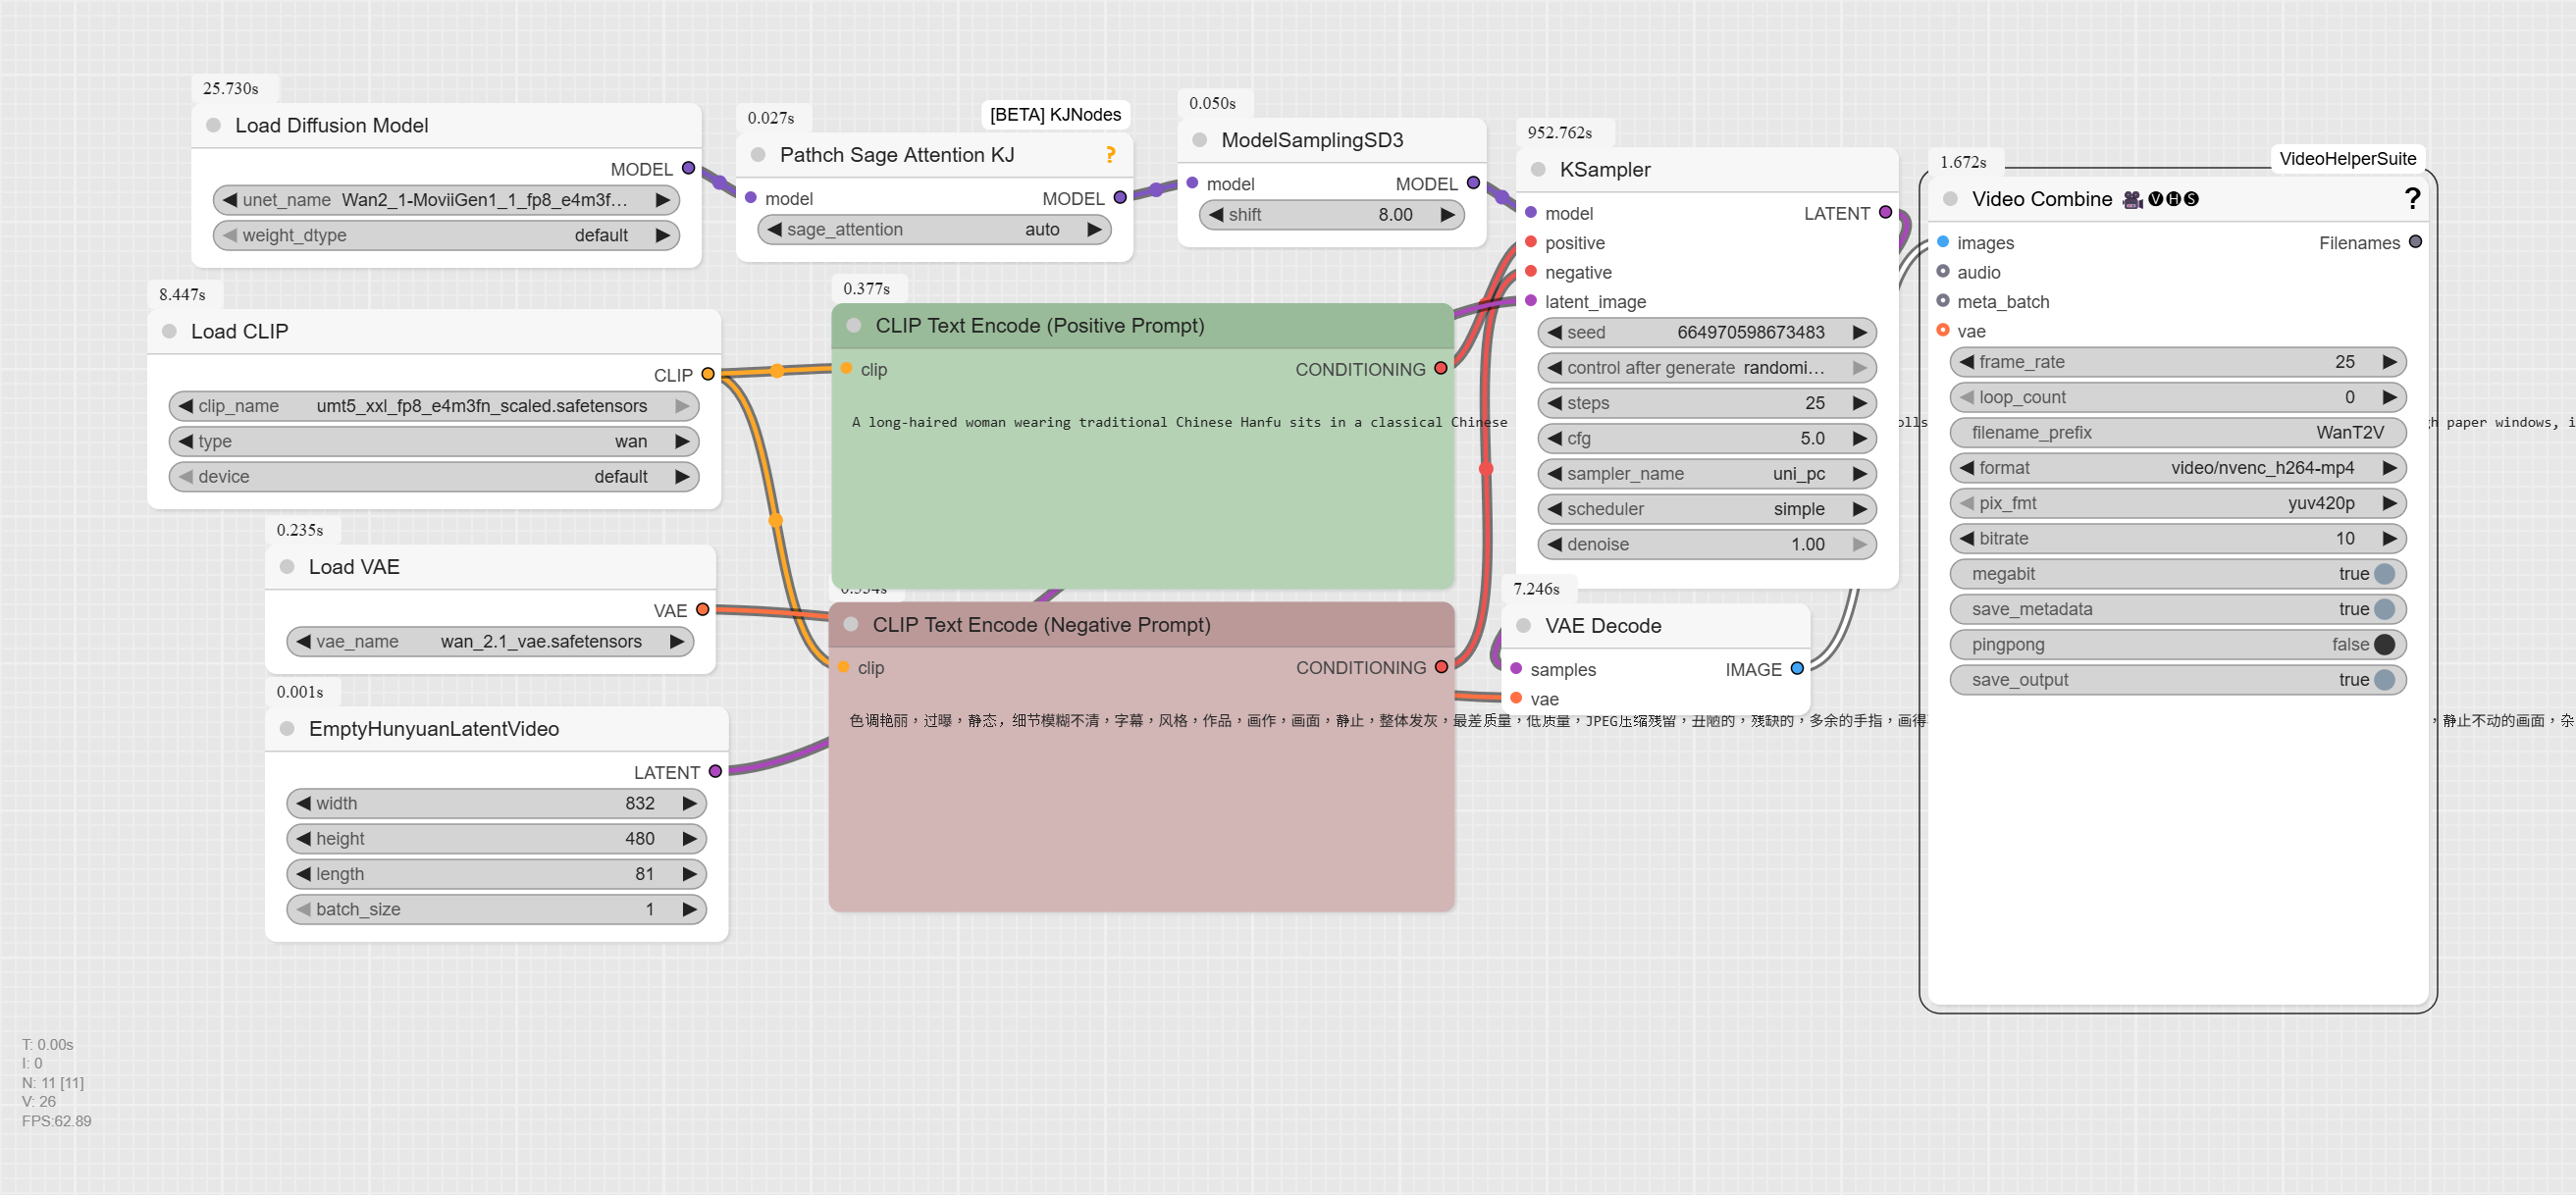 25.730s
Load Diffusion Model
MODEL
unet_name Wan2_1-MoviiGen1_1_fp8_e4m3f...
weight_dtype default
0.027s
[BETA] KJNodes
Pathch Sage Attention KJ ?
model MODEL
sage_attention auto
0.050s
ModelSamplingSD3
model MODEL
shift 8.00
8.447s
Load CLIP
CLIP
clip_name umt5_xxl_fp8_e4m3fn_scaled.safetensors
type wan
device default
0.377s
CLIP Text Encode (Positive Prompt)
clip CONDITIONING
A long-haired woman wearing traditional Chinese Hanfu sits in a classical Chinese
paper windows,
0.235s
Load VAE
VAE
vae_name wan_2.1_vae.safetensors
CLIP Text Encode (Negative Prompt)
clip CONDITIONING
色调艳丽，过曝，静态，细节模糊不清，字幕，风格，作品，画作，画面，静止，整体发灰，最差质量，低质量，JPEG压缩残留，丑陋的，残缺的，多余的手指，画得
，静止不动的画面，杂
0.001s
EmptyHunyuanLatentVideo
LATENT
width 832
height 480
length 81
batch_size 1
952.762s
KSampler
model LATENT
positive
negative
latent_image
seed 664970598673483
control after generate randomi...
steps 25
cfg 5.0
sampler_name uni_pc
scheduler simple
denoise 1.00
7.246s
VAE Decode
samples IMAGE
vae
1.672s
VideoHelperSuite
Video Combine 🎥🅥🅗🅢 ?
images Filenames
audio
meta_batch
vae
frame_rate 25
loop_count 0
filename_prefix WanT2V
format video/nvenc_h264-mp4
pix_fmt yuv420p
bitrate 10
megabit true
save_metadata true
pingpong false
save_output true
T: 0.00s
I: 0
N: 11 [11]
V: 26
FPS:62.89